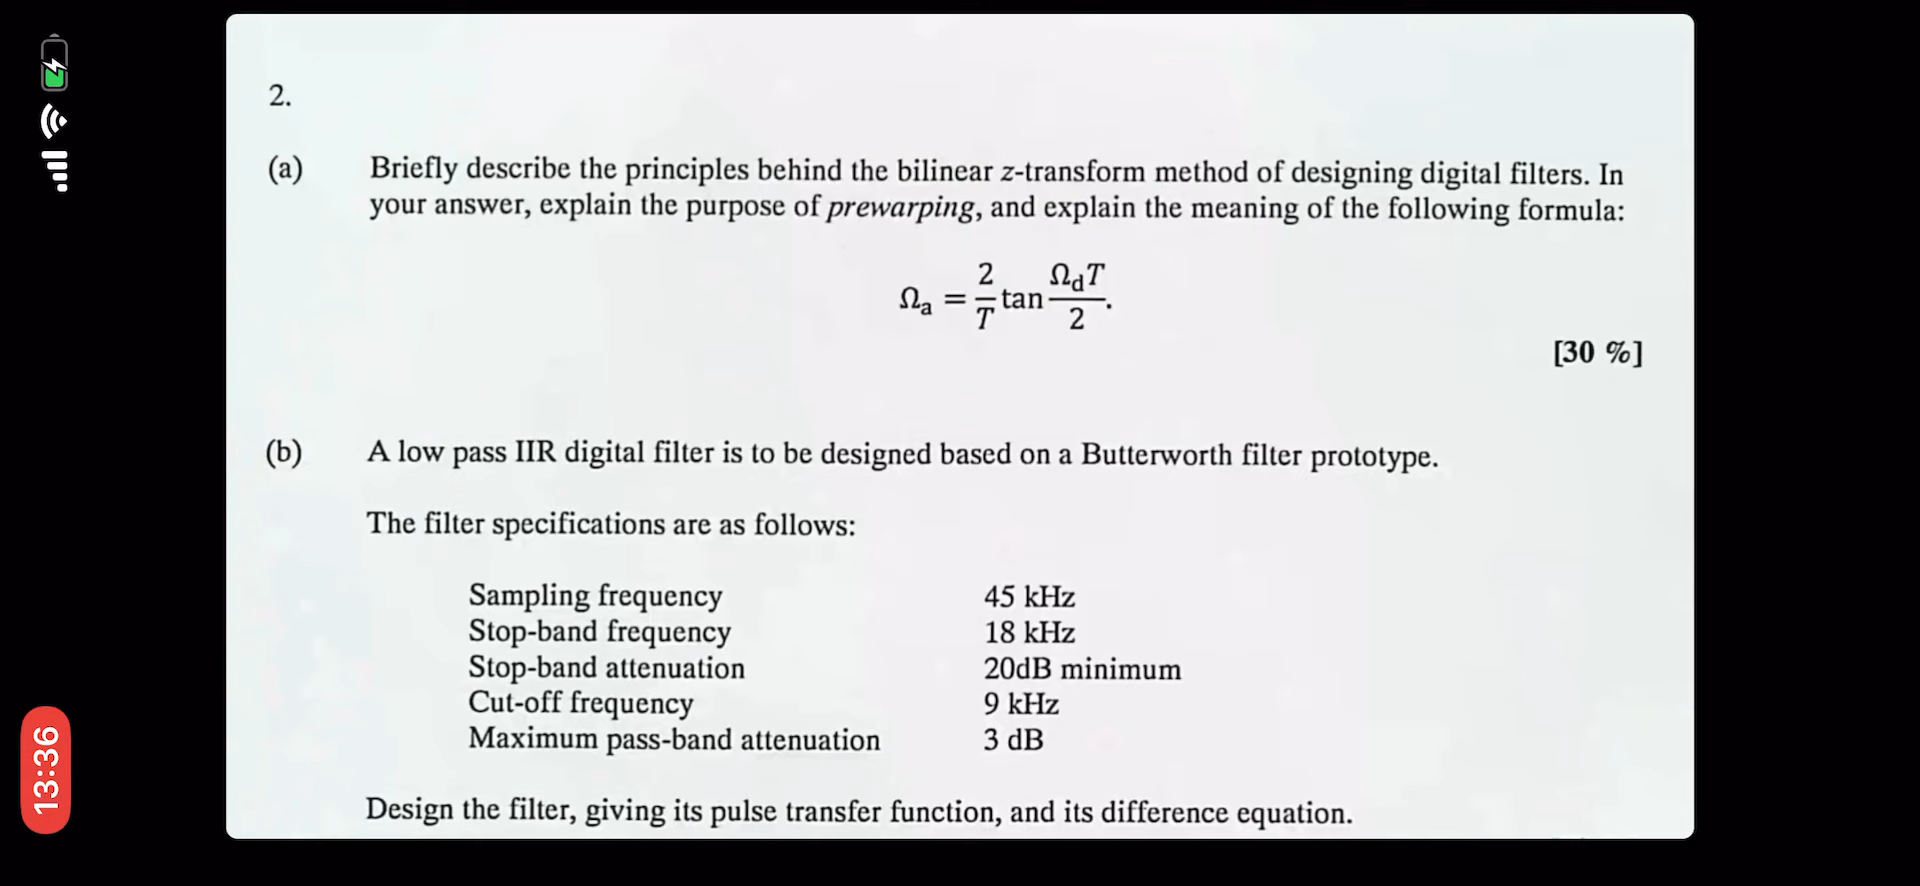 2.
(a) Briefly describe the principles behind the bilinear z-transform method of designing digital filters. In
your answer, explain the purpose of prewarping, and explain the meaning of the following formula:
Ωa = 2/T tan ΩdT/2.
[30 %]
(b) A low pass IIR digital filter is to be designed based on a Butterworth filter prototype.
The filter specifications are as follows:
Sampling frequency 45 kHz
Stop-band frequency 18 kHz
Stop-band attenuation 20dB minimum
Cut-off frequency 9 kHz
Maximum pass-band attenuation 3 dB
Design the filter, giving its pulse transfer function, and its difference equation.
13:36